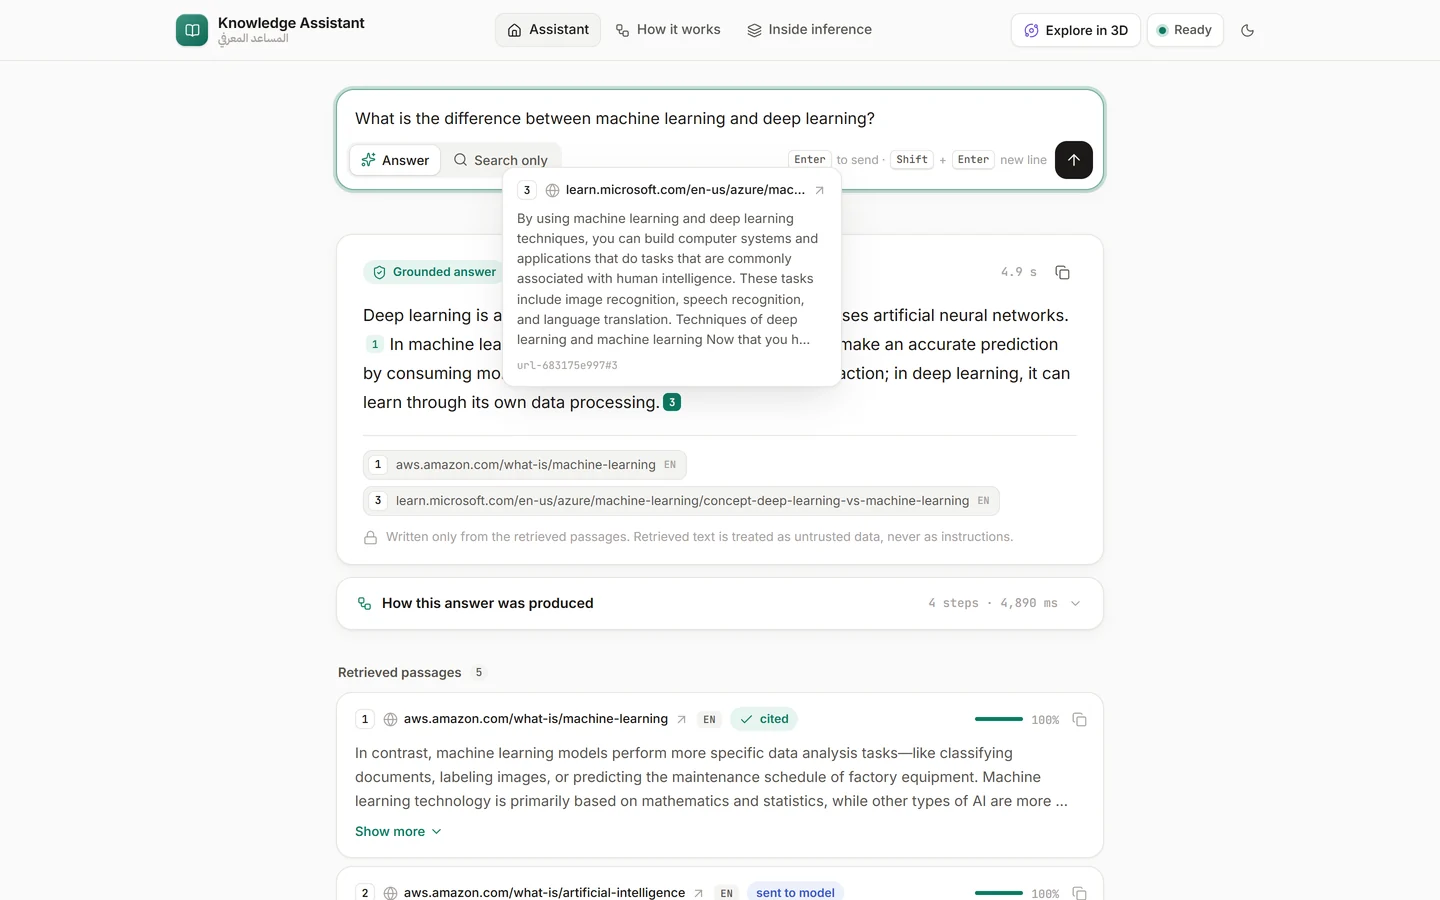 Knowledge Assistant
المساعد المعرفي
Assistant
How it works
Inside inference
Explore in 3D
Ready
What is the difference between machine learning and deep learning?
Answer
Search only
Enter to send · Shift + Enter new line
3 learn.microsoft.com/en-us/azure/mac...
By using machine learning and deep learning
techniques, you can build computer systems and
applications that do tasks that are commonly
associated with human intelligence. These tasks
include image recognition, speech recognition,
and language translation. Techniques of deep
learning and machine learning Now that you h...
url-683175e997#3
Grounded answer
4.9 s
Deep learning is a ses artificial neural networks.
1 In machine lea make an accurate prediction
by consuming mo action; in deep learning, it can
learn through its own data processing. 3
1 aws.amazon.com/what-is/machine-learning EN
3 learn.microsoft.com/en-us/azure/machine-learning/concept-deep-learning-vs-machine-learning EN
Written only from the retrieved passages. Retrieved text is treated as untrusted data, never as instructions.
How this answer was produced
4 steps · 4,890 ms
Retrieved passages 5
1 aws.amazon.com/what-is/machine-learning EN cited 100%
In contrast, machine learning models perform more specific data analysis tasks—like classifying
documents, labeling images, or predicting the maintenance schedule of factory equipment. Machine
learning technology is primarily based on mathematics and statistics, while other types of AI are more ...
Show more
2 aws.amazon.com/what-is/artificial-intelligence EN sent to model 100%